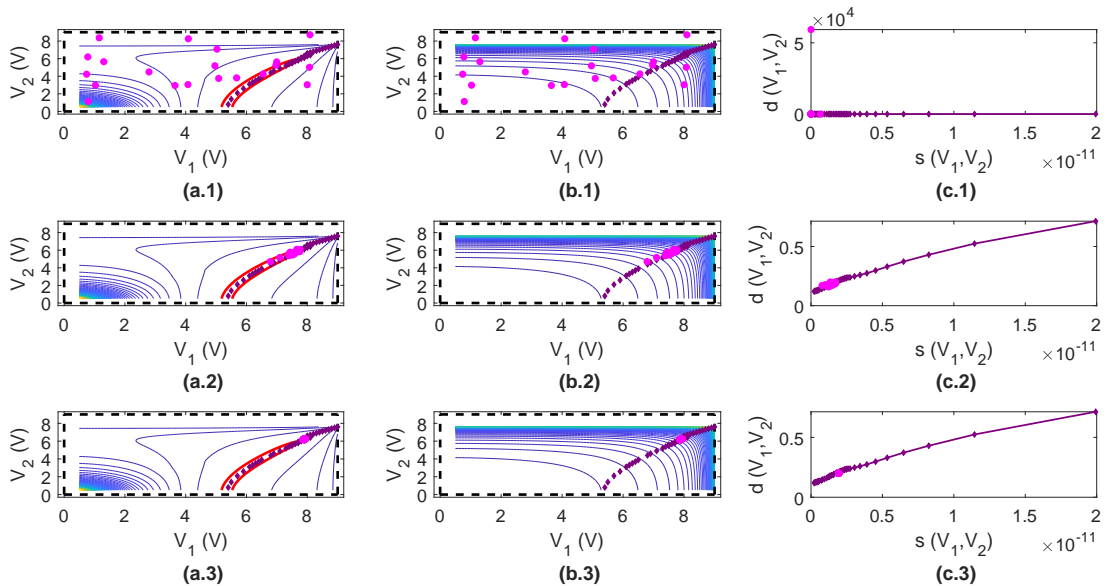 8
6
4
2
0
V_2 (V)
0 2 4 6 8
V_1 (V)
(a.1)
8
6
4
2
0
V_2 (V)
0 2 4 6 8
V_1 (V)
(b.1)
×10^4
5
0
d (V_1, V_2)
0 0.5 1 1.5 2
s (V_1,V_2)
×10^-11
(c.1)
8
6
4
2
0
V_2 (V)
0 2 4 6 8
V_1 (V)
(a.2)
8
6
4
2
0
V_2 (V)
0 2 4 6 8
V_1 (V)
(b.2)
0.5
0
d (V_1,V_2)
0 0.5 1 1.5 2
s (V_1,V_2)
×10^-11
(c.2)
8
6
4
2
0
V_2 (V)
0 2 4 6 8
V_1 (V)
(a.3)
8
6
4
2
0
V_2 (V)
0 2 4 6 8
V_1 (V)
(b.3)
0.5
0
d (V_1,V_2)
0 0.5 1 1.5 2
s (V_1,V_2)
×10^-11
(c.3)